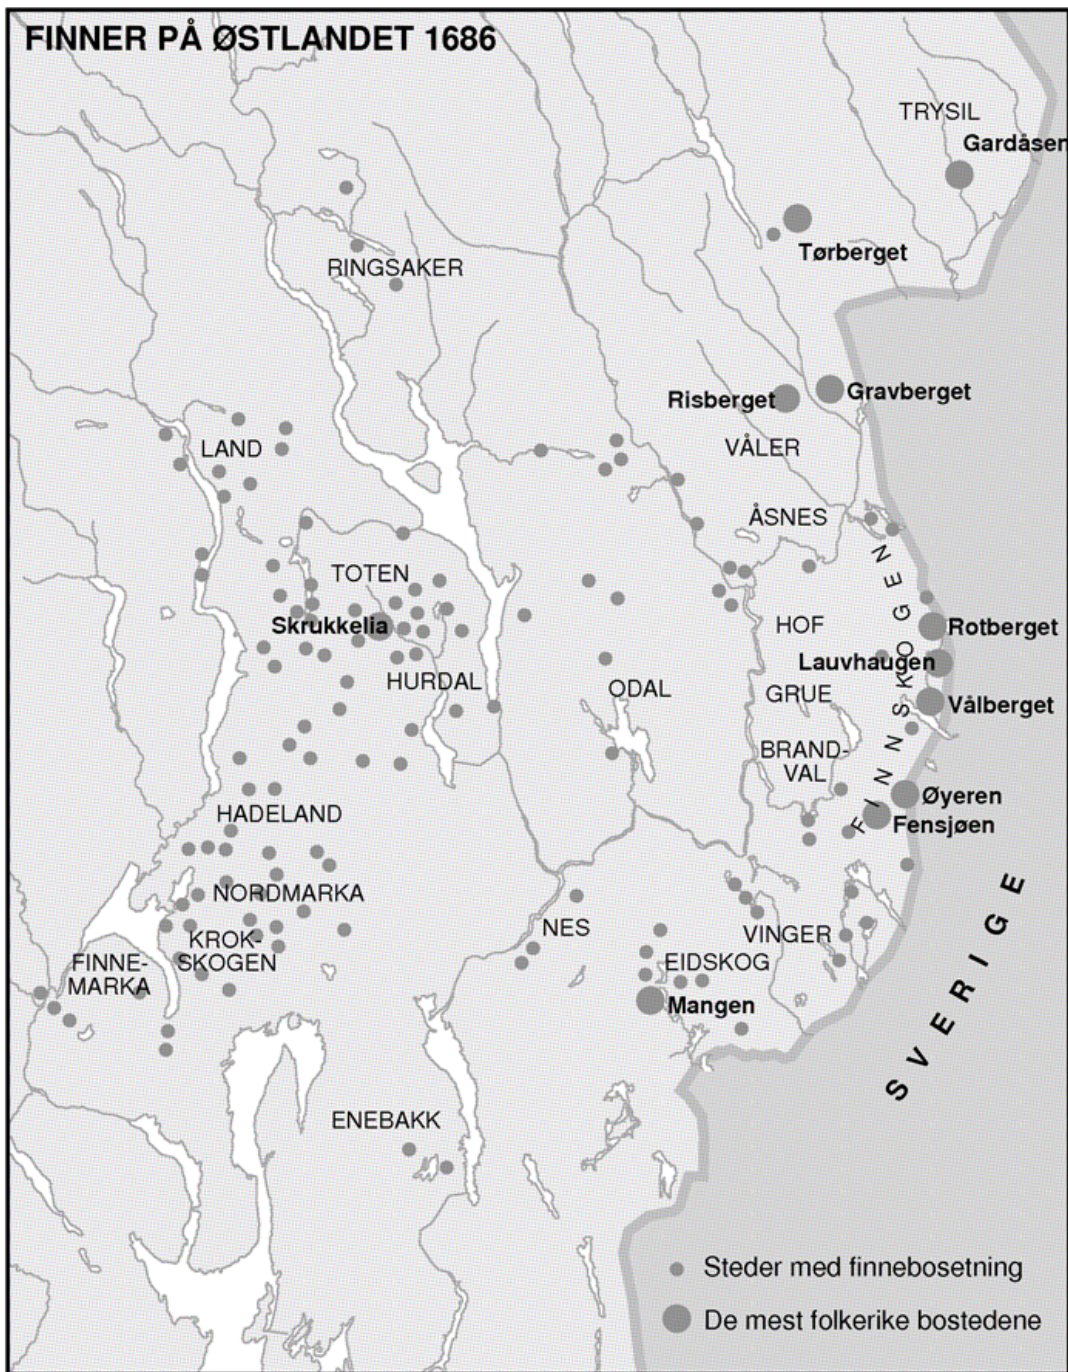 FINNER PÅ ØSTLANDET 1686
TRYSIL
Gardåsen
Tørberget
RINGSAKER
Risberget
Gravberget
LAND
VÅLER
ÅSNES
TOTEN
Skrukkelia
HOF
Rotberget
Lauvhaugen
HURDAL
ODAL
GRUE
Vålberget
BRAND-
VAL
FINNSKOGEN
Øyeren
Fensjøen
HADELAND
NORDMARKA
NES
VINGER
KROK-
SKOGEN
FINNE-
MARKA
EIDSKOG
Mangen
SVERIGE
ENEBAKK
Steder med finnebosetning
De mest folkerike bostedene